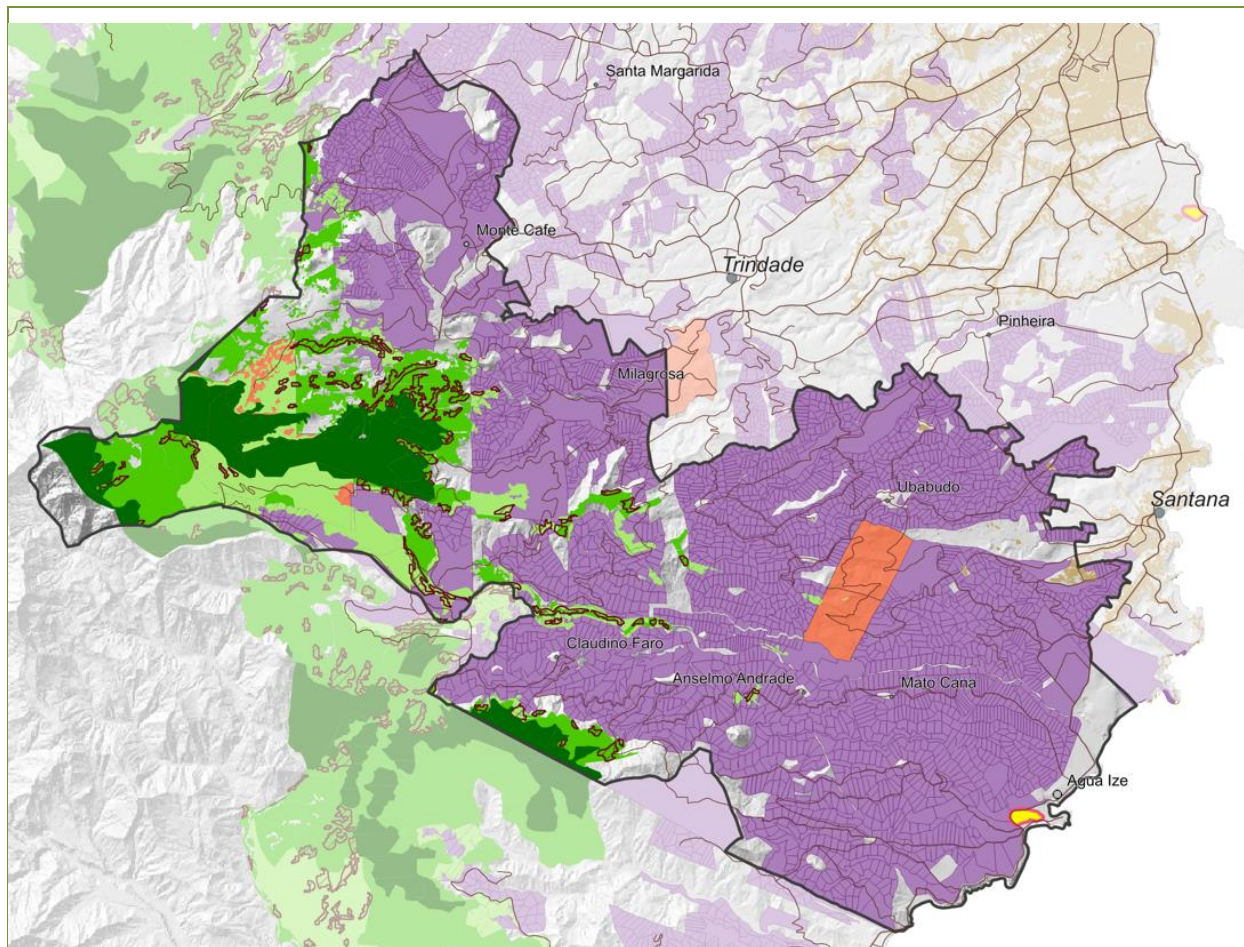 Santa Margarida
Monte Cafe
Trindade
Pinheira
Milagrosa
Ubabudo
Santana
Claudino Faro
Anselmo Andrade
Mato Cana
Agua Ize